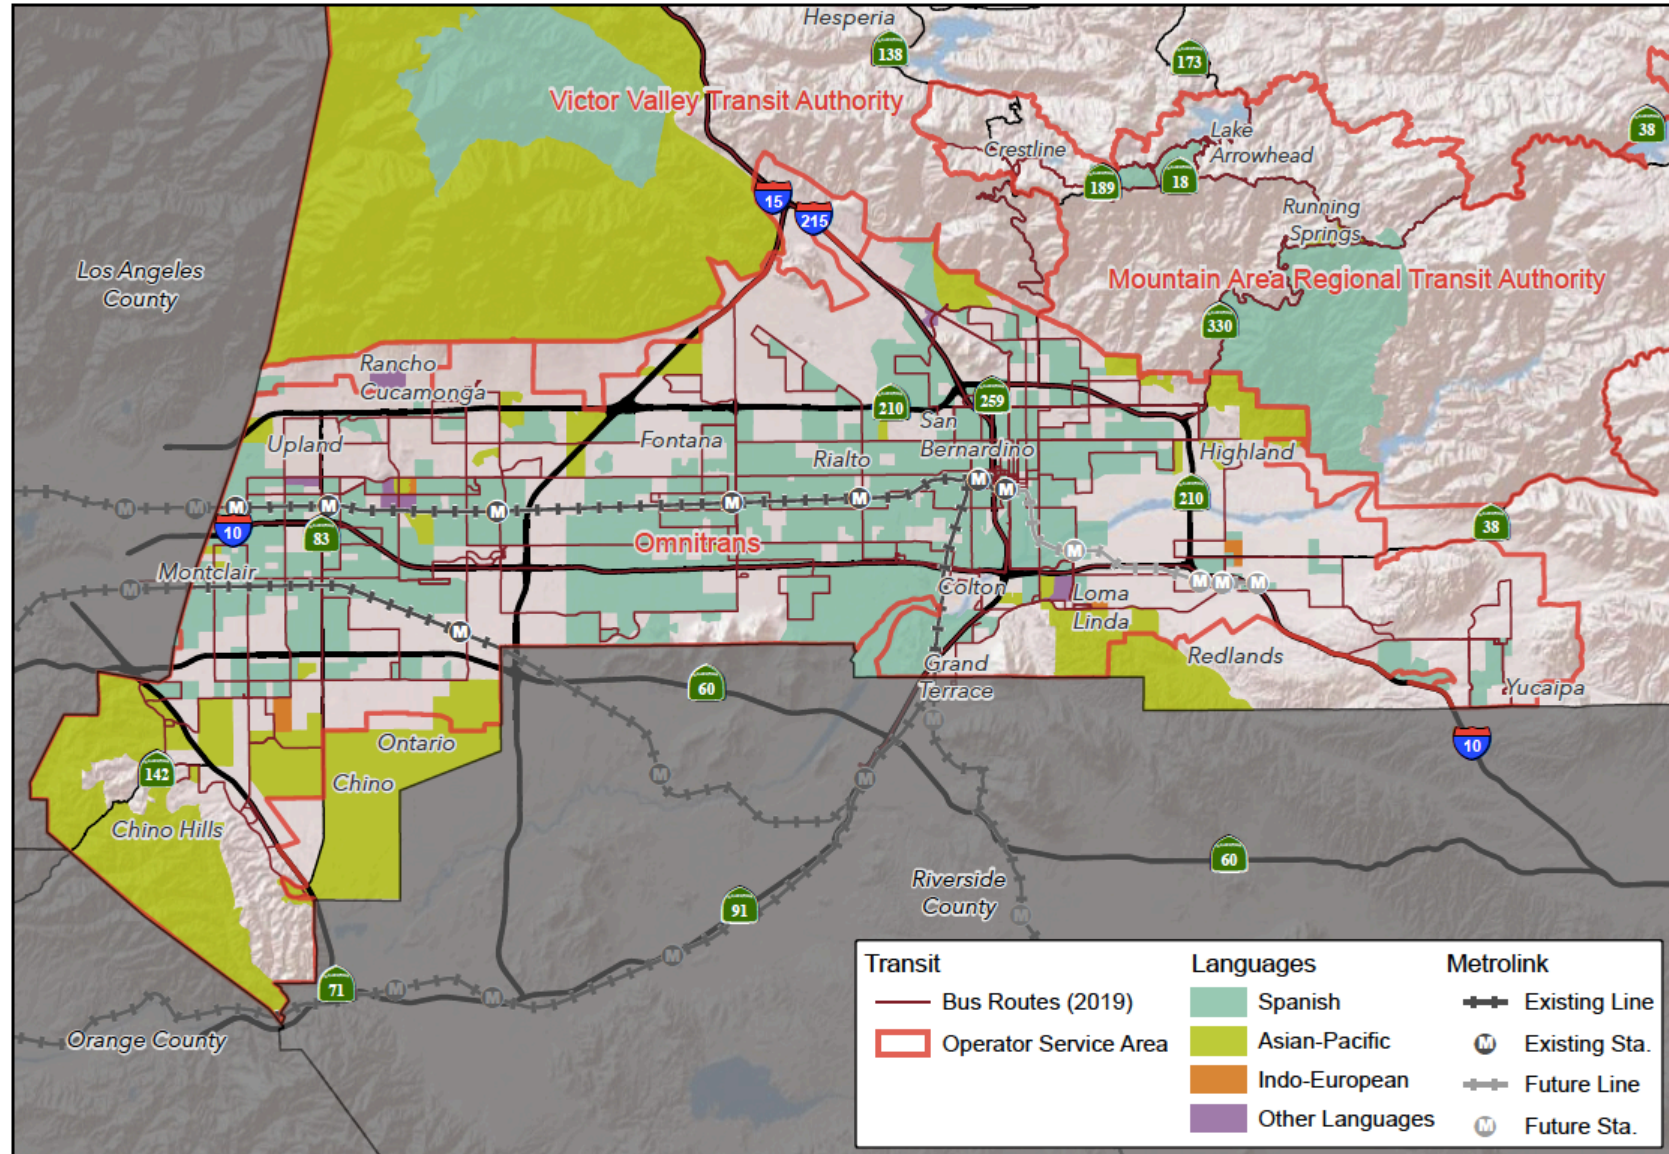 Hesperia
138
173
Victor Valley Transit Authority
38
Crestline
Lake
Arrowhead
189
18
15
215
Running
Springs
Los Angeles
County
Mountain Area Regional Transit Authority
330
Rancho
Cucamonga
210
259
San
Bernardino
Upland
Fontana
Rialto
Highland
210
M
M
M
M
M
M
M
M
10
83
38
Omnitrans
M
Montclair
M
Colton
Loma
Linda
M
M
M
M
Grand
Terrace
Redlands
Yucaipa
60
M
Ontario
10
142
Chino
M
M
Chino Hills
60
Riverside
County
91
M
M
71
M
M
Orange County
Transit
Bus Routes (2019)
Operator Service Area
Languages
Spanish
Asian-Pacific
Indo-European
Other Languages
Metrolink
Existing Line
M
Existing Sta.
Future Line
M
Future Sta.